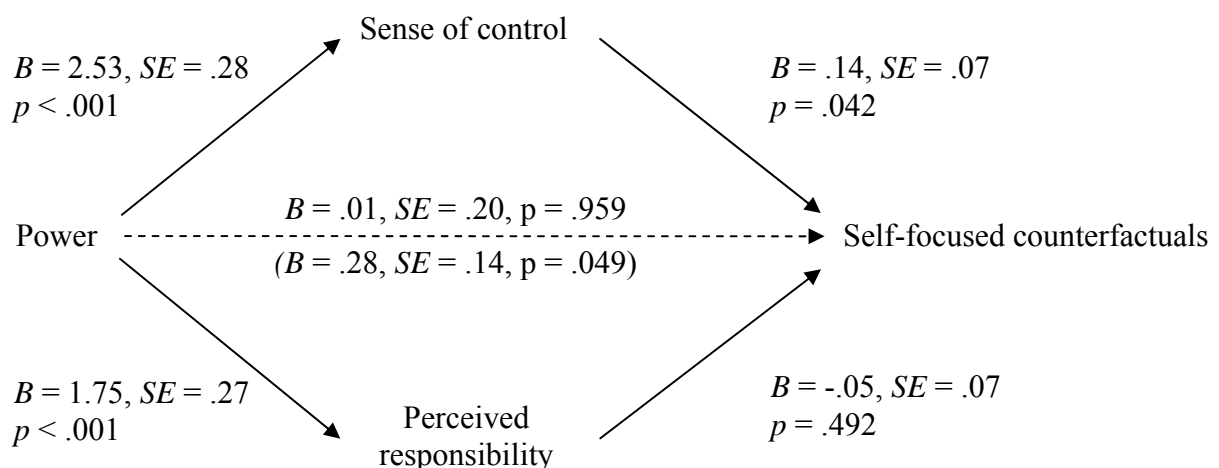 Sense of control
B = 2.53, SE = .28
p < .001
B = .14, SE = .07
p = .042
B = .01, SE = .20, p = .959
Power
Self-focused counterfactuals
(B = .28, SE = .14, p = .049)
B = 1.75, SE = .27
p < .001
B = -.05, SE = .07
p = .492
Perceived
responsibility